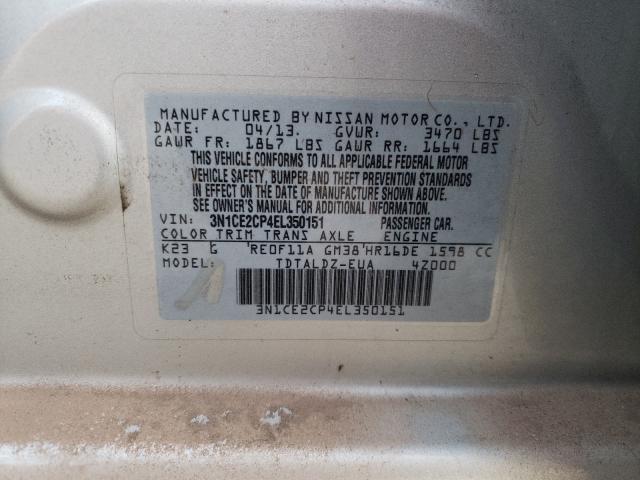 MANUFACTURED BY NISSAN MOTOR CO., LTD.
DATE: 04/13. GVWR: 3470 LBS
GAWR FR: 1867 LBS GAWR RR: 1664 LBS
THIS VEHICLE CONFORMS TO ALL APPLICABLE FEDERAL MOTOR
VEHICLE SAFETY, BUMPER AND THEFT PREVENTION STANDARDS
IN EFFECT ON THE DATE OF MANUFACTURE SHOWN ABOVE.
SEE OWNER'S MANUAL FOR ADDITIONAL INFORMATION.
VIN: 3N1CE2CP4EL350151 PASSENGER CAR.
COLOR TRIM TRANS AXLE ENGINE
K23 G RE0F11A GM38 HR16DE 1598 CC
MODEL: TDTALDZ-EUA 4Z000
3N1CE2CP4EL350151